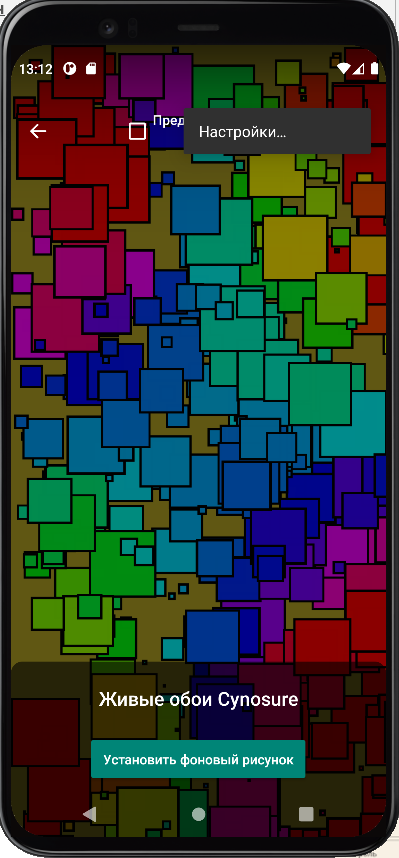 13:12
Пред
Настройки...
Живые обои Cynosure
Установить фоновый рисунок